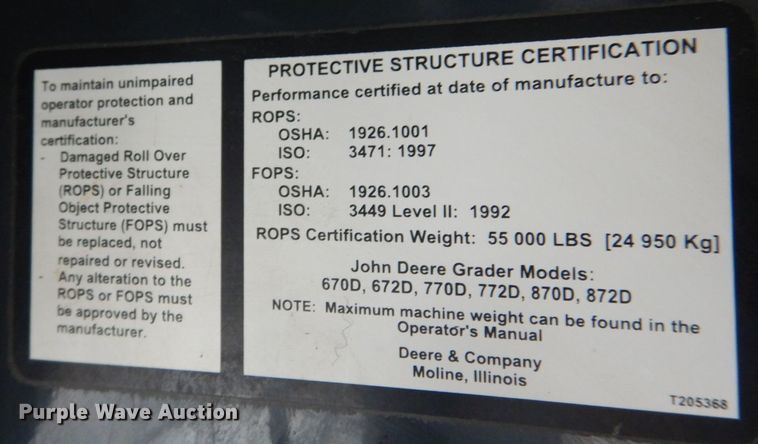 To maintain unimpaired
operator protection and
manufacturer's
certification:
- Damaged Roll Over
Protective Structure
(ROPS) or Falling
Object Protective
Structure (FOPS) must
be replaced, not
repaired or revised.
- Any alteration to the
ROPS or FOPS must
be approved by the
manufacturer.
PROTECTIVE STRUCTURE CERTIFICATION
Performance certified at date of manufacture to:
ROPS:
OSHA: 1926.1001
ISO: 3471: 1997
FOPS:
OSHA: 1926.1003
ISO: 3449 Level II: 1992
ROPS Certification Weight: 55 000 LBS [24 950 Kg]
John Deere Grader Models:
670D, 672D, 770D, 772D, 870D, 872D
NOTE: Maximum machine weight can be found in the
Operator's Manual
Deere & Company
Moline, Illinois
T205368
Purple Wave Auction